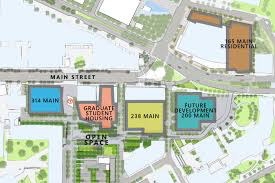 165 MAIN
RESIDENTIAL
MAIN STREET
314 MAIN
GRADUATE
STUDENT
HOUSING
238 MAIN
FUTURE
DEVELOPMENT
200 MAIN
OPEN
SPACE